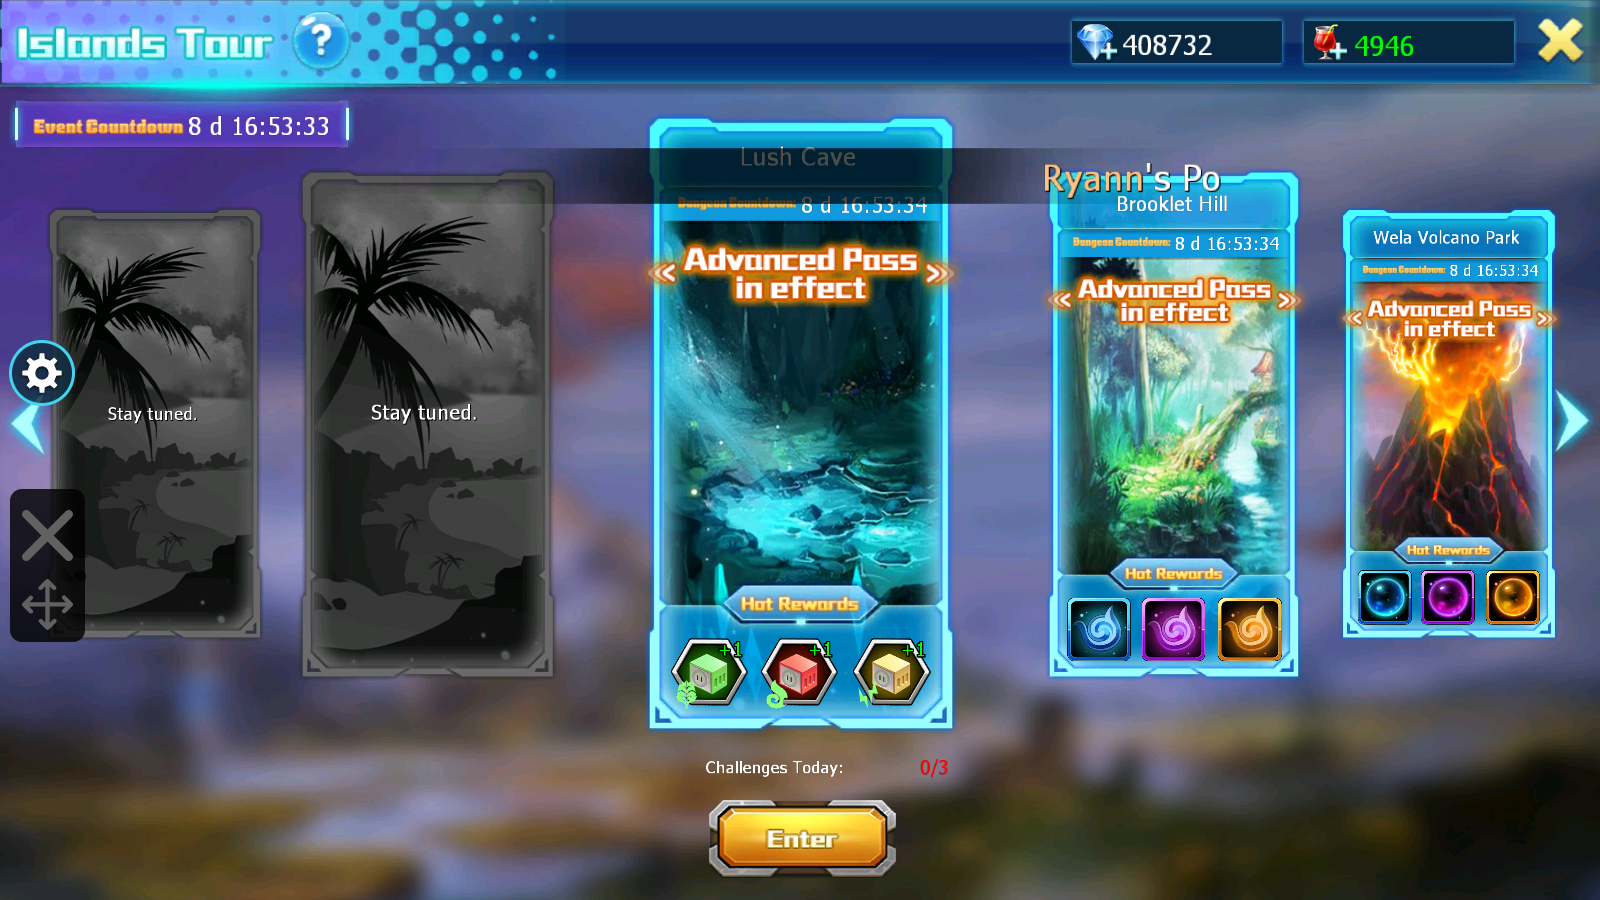 Islands Tour
?
408732
4946
Event Countdown 8 d 16:53:33
Ryann's Po
Stay tuned.
Stay tuned.
Lush Cave
Dungeon Countdown: 8 d 16:53:34
Advanced Pass
in effect
Hot Rewards
+1
+1
+1
Brooklet Hill
Dungeon Countdown: 8 d 16:53:34
Advanced Pass
in effect
Hot Rewards
Wela Volcano Park
Dungeon Countdown: 8 d 16:53:34
Advanced Pass
in effect
Hot Rewards
Challenges Today: 0/3
Enter